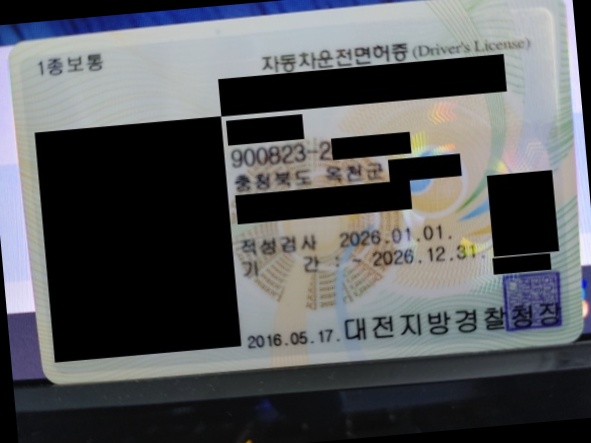 1종보통
자동차운전면허증 (Driver's License)
900823-2
충청북도 옥천군
적성검사 2026.01.01.
기 간 : ~ 2026.12.31.
2016.05.17. 대전지방경찰청장